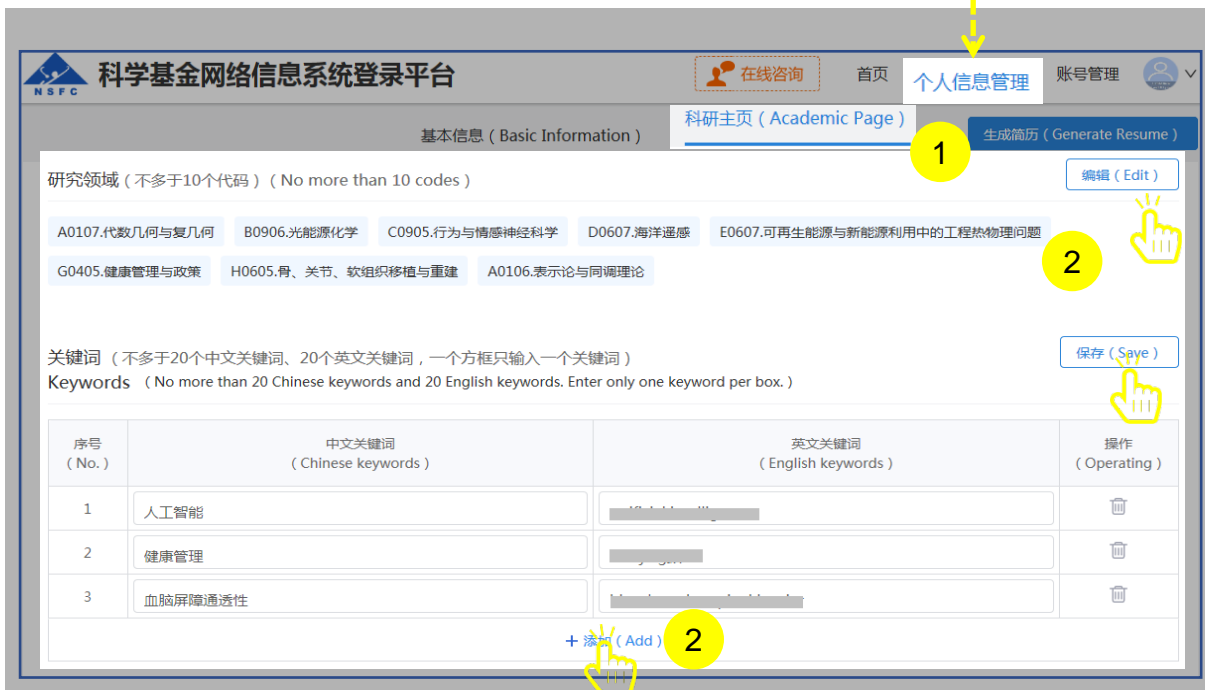 NSFC
科学基金网络信息系统登录平台
在线咨询
首页
个人信息管理
账号管理
基本信息 ( Basic Information )
科研主页 ( Academic Page )
1
生成简历 ( Generate Resume )
研究领域 ( 不多于10个代码 ) ( No more than 10 codes )
编辑 ( Edit )
A0107.代数几何与复几何 B0906.光能源化学 C0905.行为与情感神经科学 D0607.海洋遥感 E0607.可再生能源与新能源利用中的工程热物理问题
2
G0405.健康管理与政策 H0605.骨、关节、软组织移植与重建 A0106.表示论与同调理论
关键词 ( 不多于20个中文关键词、20个英文关键词 , 一个方框只输入一个关键词 )
保存 ( Save )
Keywords ( No more than 20 Chinese keywords and 20 English keywords. Enter only one keyword per box. )
序号 中文关键词 英文关键词 操作
( No. ) ( Chinese keywords ) ( English keywords ) ( Operating )
1 人工智能
2 健康管理
3 血脑屏障通透性
+ 添加 ( Add )
2